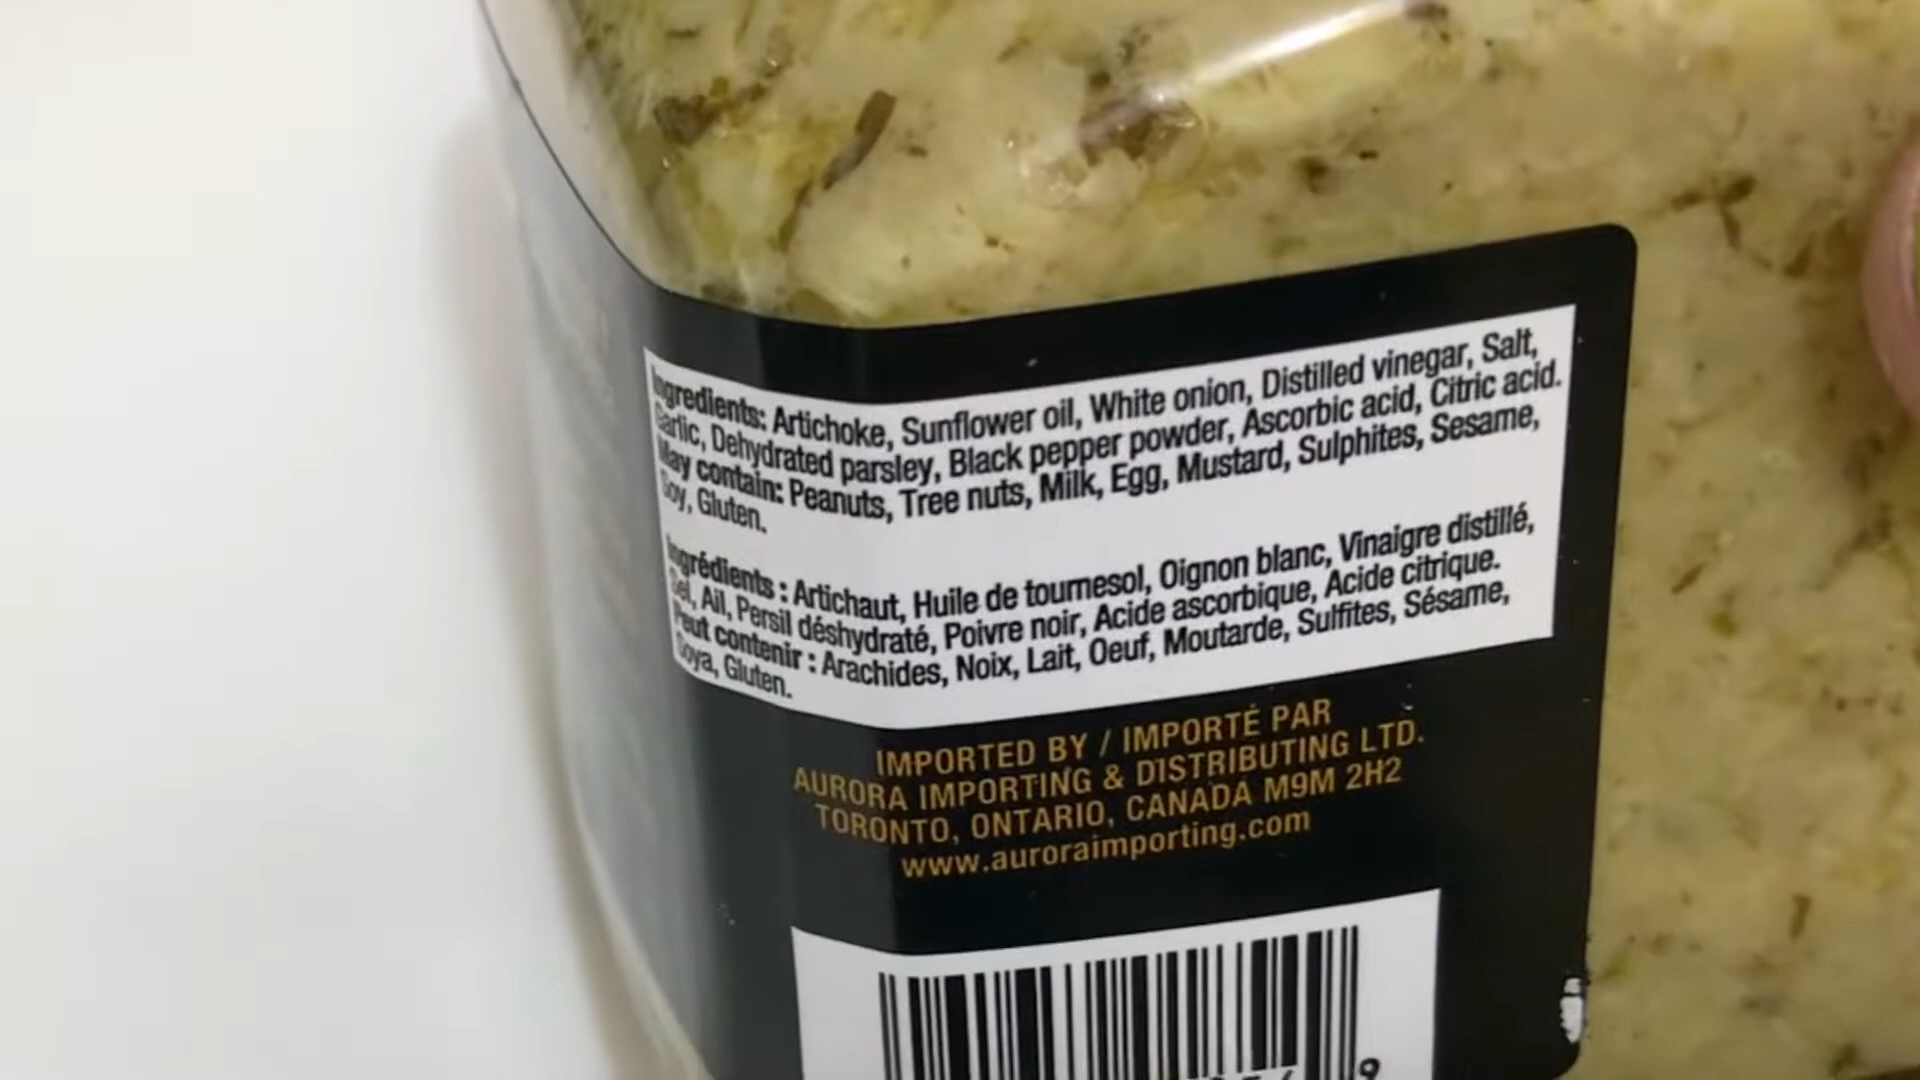 Ingredients: Artichoke, Sunflower oil, White onion, Distilled vinegar, Salt,
Garlic, Dehydrated parsley, Black pepper powder, Ascorbic acid, Citric acid.
May contain: Peanuts, Tree nuts, Milk, Egg, Mustard, Sulphites, Sesame,
Soy, Gluten.
Ingrédients : Artichaut, Huile de tournesol, Oignon blanc, Vinaigre distillé,
Sel, Ail, Persil déshydraté, Poivre noir, Acide ascorbique, Acide citrique.
Peut contenir : Arachides, Noix, Lait, Oeuf, Moutarde, Sulfites, Sésame,
Soya, Gluten.
IMPORTED BY / IMPORTÉ PAR
AURORA IMPORTING & DISTRIBUTING LTD.
TORONTO, ONTARIO, CANADA M9M 2H2
www.auroraimporting.com
9